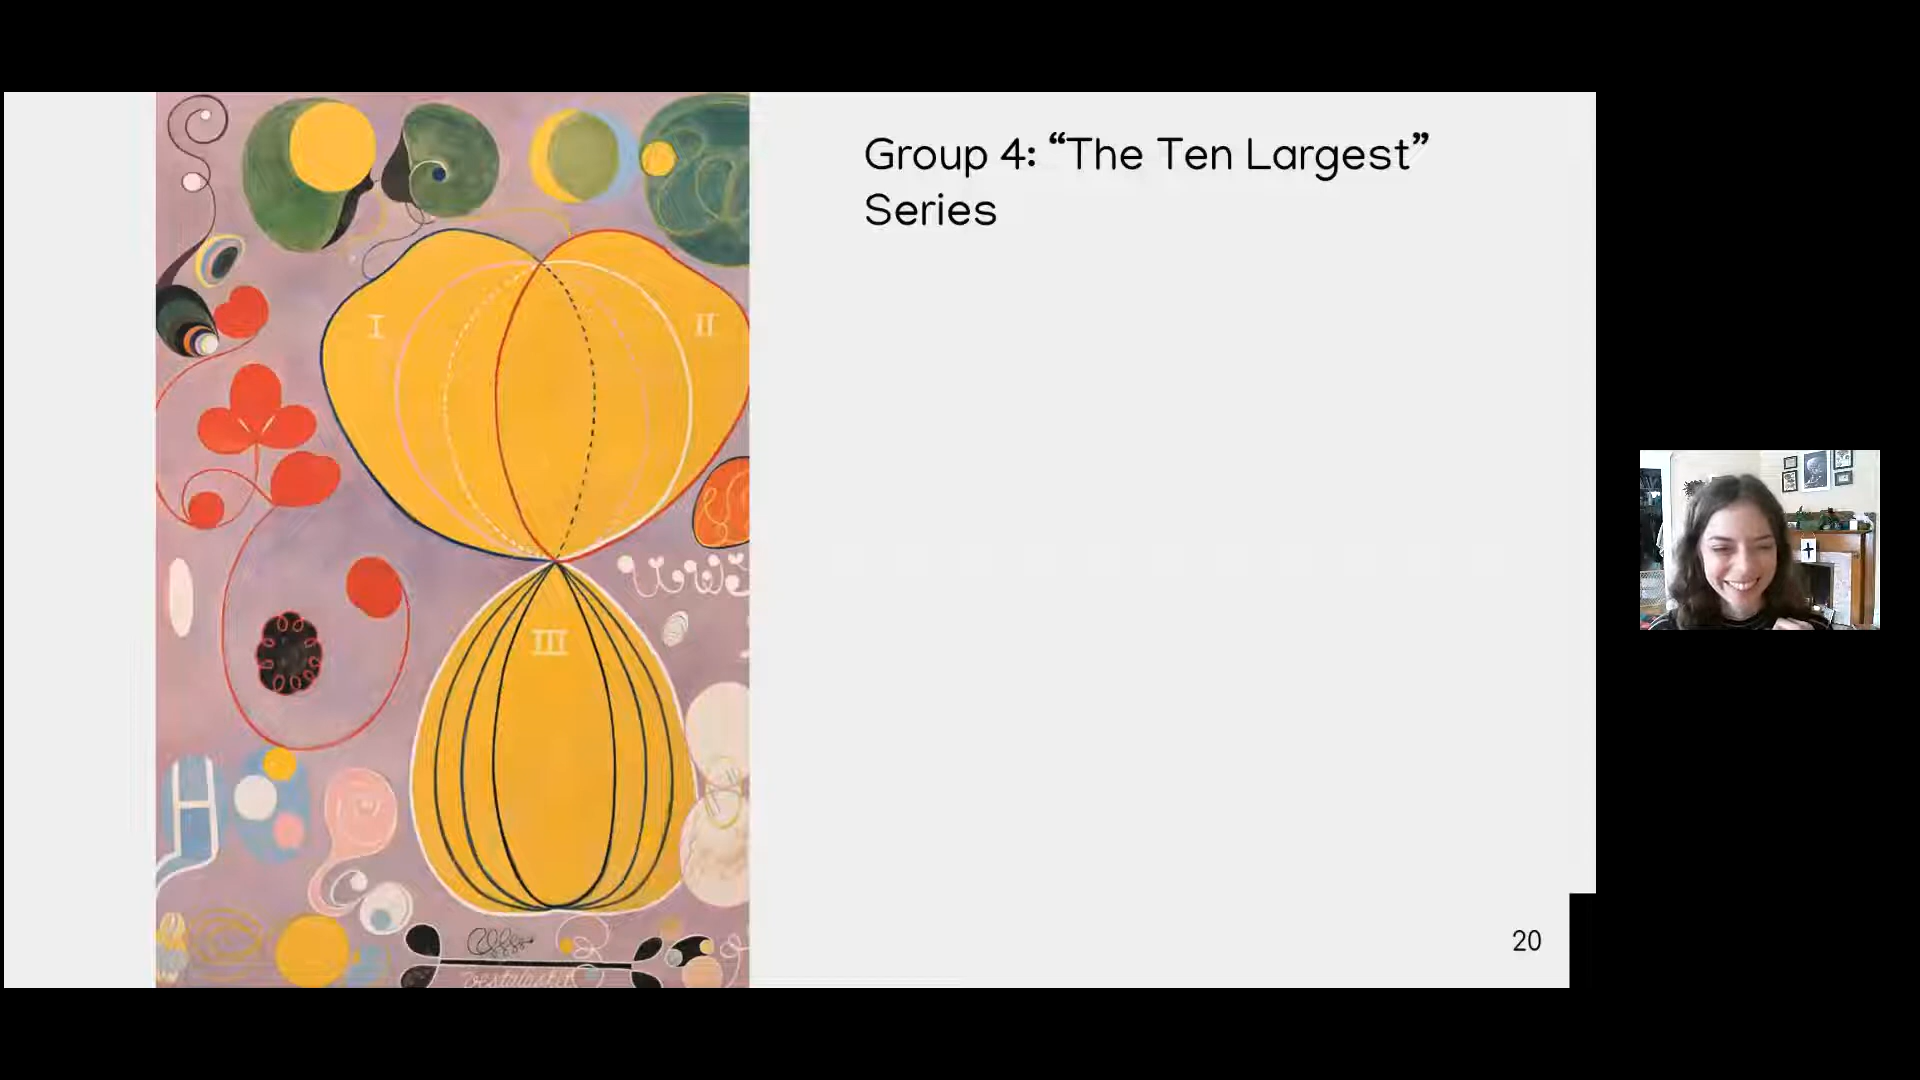 Group 4: “The Ten Largest”
Series
I
II
III
H
20